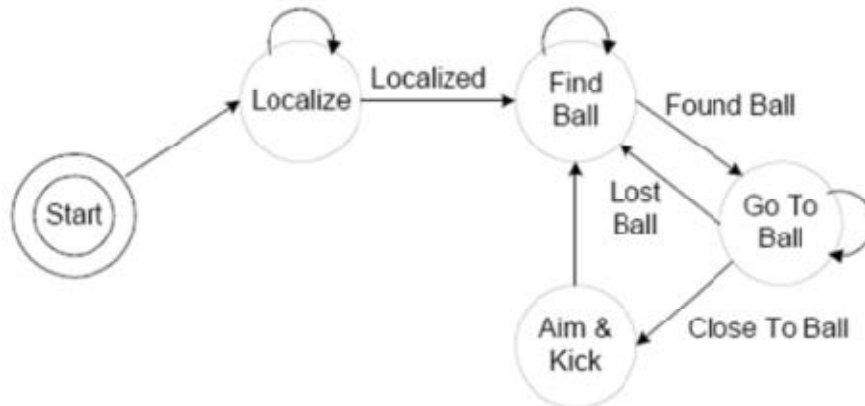 Localize
Localized
Find
Ball
Found Ball
Start
Lost
Ball
Go To
Ball
Aim &
Kick
Close To Ball